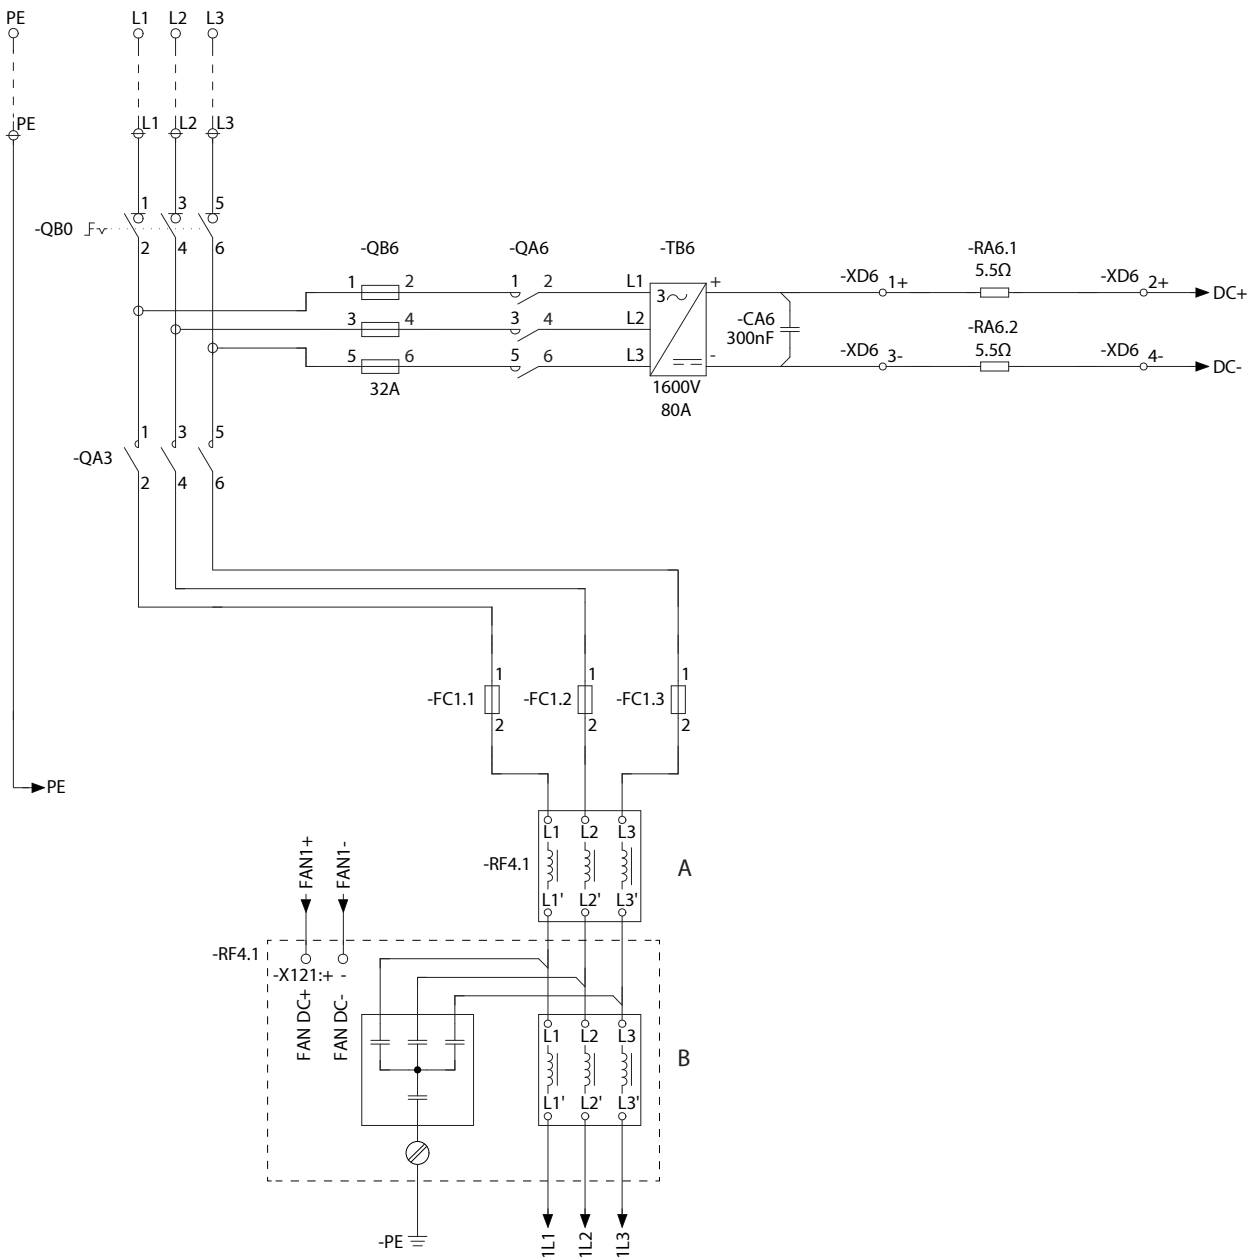 PE L1 L2 L3
PE L1 L2 L3
1 3 5
-QB0
2 4 6
-QB6 -QA6 -TB6 -RA6.1
5.5Ω
1 2 1 2 L1 + -XD6 1+ -XD6 2+ DC+
3~
3 4 3 4 L2 -CA6
300nF
-RA6.2
5.5Ω
5 6 5 6 L3 - -XD6 3- -XD6 4- DC-
32A 1600V
80A
1 3 5
-QA3
2 4 6
1 1 1
-FC1.1 -FC1.2 -FC1.3
2 2 2
PE
L1 L2 L3
-RF4.1 A
L1' L2' L3'
FAN1+ FAN1-
-RF4.1
-X121:+ -
FAN DC+ FAN DC-
L1 L2 L3
B
L1' L2' L3'
-PE
1L1 1L2 1L3